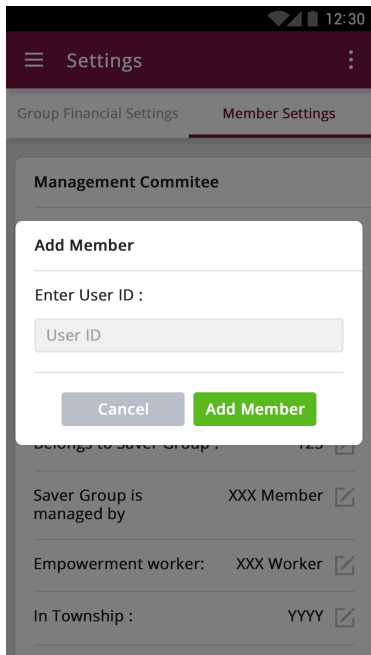 12:30
Settings
Group Financial Settings Member Settings
Management Commitee
Add Member
Enter User ID :
User ID
Cancel Add Member
Belongs to Saver Group : 123
Saver Group is XXX Member
managed by
Empowerment worker: XXX Worker
In Township : YYYY